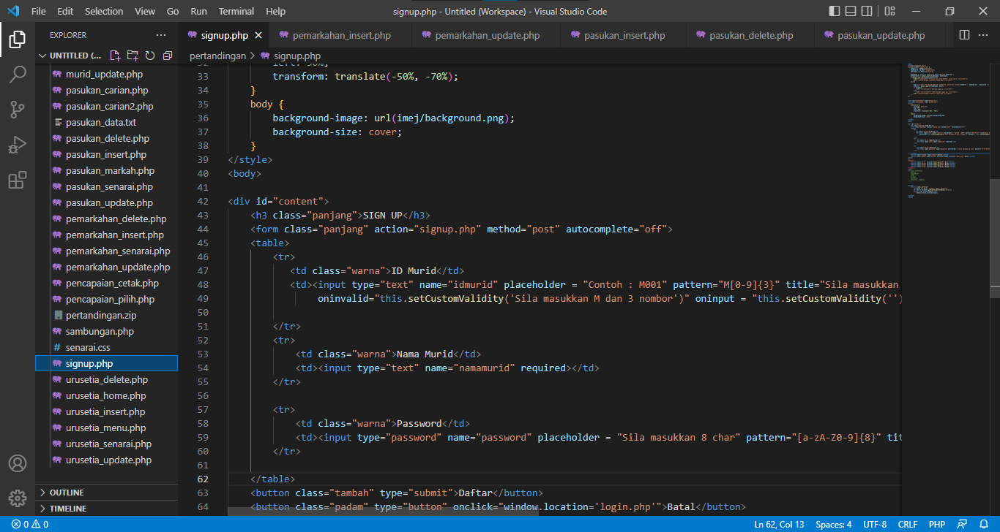 File Edit Selection View Go Run Terminal Help signup.php - Untitled (Workspace) - Visual Studio Code
EXPLORER
UNTITLED (...
murid_update.php
pasukan_carian.php
pasukan_carian2.php
pasukan_data.txt
pasukan_delete.php
pasukan_insert.php
pasukan_markah.php
pasukan_senarai.php
pasukan_update.php
pemarkahan_delete.php
pemarkahan_insert.php
pemarkahan_senarai.php
pemarkahan_update.php
pencapaian_cetak.php
pencapaian_pilih.php
pertandingan.zip
sambungan.php
# senarai.css
signup.php
urusetia_delete.php
urusetia_home.php
urusetia_insert.php
urusetia_menu.php
urusetia_senarai.php
urusetia_update.php
OUTLINE
TIMELINE
signup.php pemarkahan_insert.php pemarkahan_update.php pasukan_insert.php pasukan_delete.php pasukan_update.php
pertandingan > signup.php
33 transform: translate(-50%, -70%);
34 }
35 body {
36 background-image: url(imej/background.png);
37 background-size: cover;
38 }
39 </style>
40 <body>
41
42 <div id="content">
43 <h3 class="panjang">SIGN UP</h3>
44 <form class="panjang" action="signup.php" method="post" autocomplete="off">
45 <table>
46 <tr>
47 <td class="warna">ID Murid</td>
48 <td><input type="text" name="idmurid" placeholder = "Contoh : M001" pattern="M[0-9]{3}" title="Sila masukkan
49 oninvalid="this.setCustomValidity('Sila masukkan M dan 3 nombor')" oninput = "this.setCustomValidity('')
50
51 </tr>
52 <tr>
53 <td class="warna">Nama Murid</td>
54 <td><input type="text" name="namamurid" required></td>
55 </tr>
56
57 <tr>
58 <td class="warna">Password</td>
59 <td><input type="password" name="password" placeholder = "Sila masukkan 8 char" pattern="[a-zA-Z0-9]{8}" tit
60 </tr>
61
62 </table>
63 <button class="tambah" type="submit">Daftar</button>
64 <button class="padam" type="button" onclick="window.location='login.php'">Batal</button>
0 0 Ln 62, Col 13 Spaces: 4 UTF-8 CRLF PHP